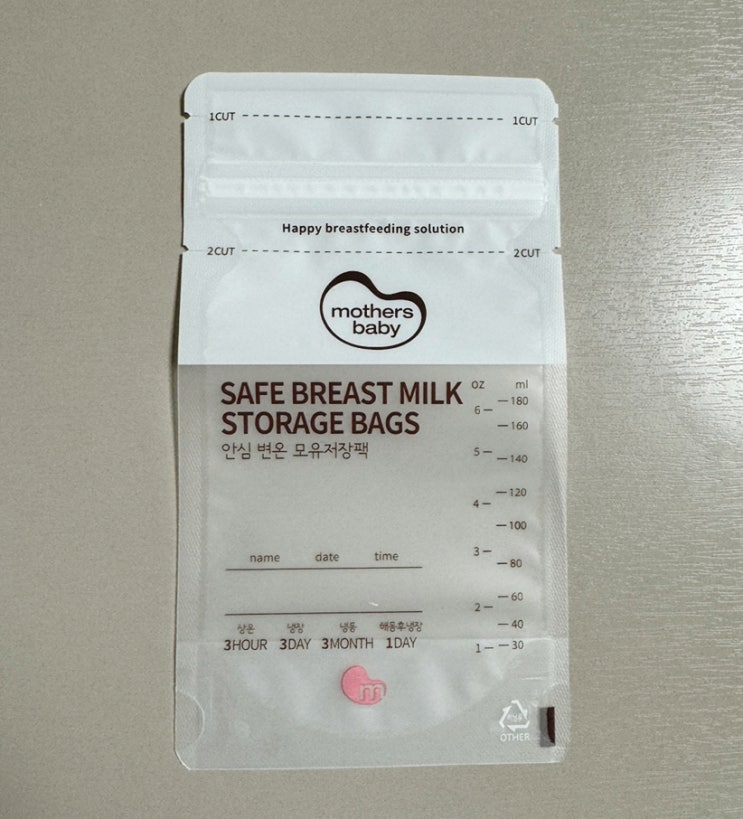 1CUT 1CUT
Happy breastfeeding solution
2CUT 2CUT
mothers
baby
SAFE BREAST MILK
STORAGE BAGS
안심 변온 모유저장팩
oz ml
6 180
160
5 140
120
4
100
3
80
60
2
40
1 30
name date time
상온 냉장 냉동 해동후냉장
3HOUR 3DAY 3MONTH 1DAY
m
OTHER